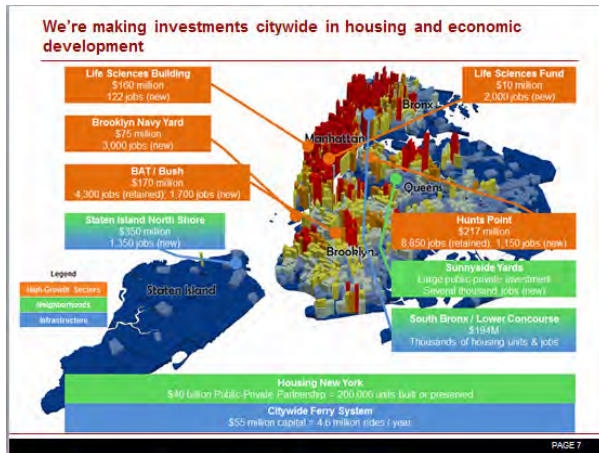 We're making investments citywide in housing and economic
development
Life Sciences Building
$160 million
122 jobs (new)
Life Sciences Fund
$10 million
2,000 jobs (new)
Brooklyn Navy Yard
$75 million
3,000 jobs (new)
BAT / Bush
$170 million
4,300 jobs (retained); 1,700 jobs (new)
Staten Island North Shore
$350 million
1,350 jobs (new)
Bronx
Manhattan
Queens
Brooklyn
Staten Island
Hunts Point
$217 million
8,850 jobs (retained); 1,150 jobs (new)
Sunnyside Yards
Large public-private investment
Several thousand jobs (new)
South Bronx / Lower Concourse
$194M
Thousands of housing units & jobs
Legend
High-Growth Sectors
Neighborhoods
Infrastructure
Housing New York
$40 billion Public-Private Partnership = 200,000 units built or preserved
Citywide Ferry System
$55 million capital = 4.6 million rides / year
PAGE 7